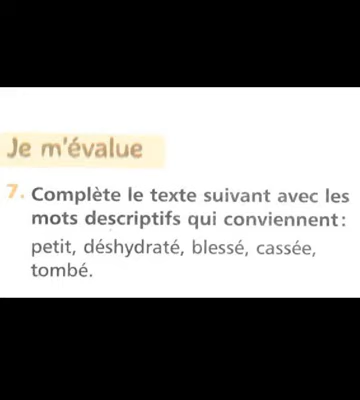 Je m'évalue
7. Complète le texte suivant avec les
mots descriptifs qui conviennent :
petit, déshydraté, blessé, cassée,
tombé.